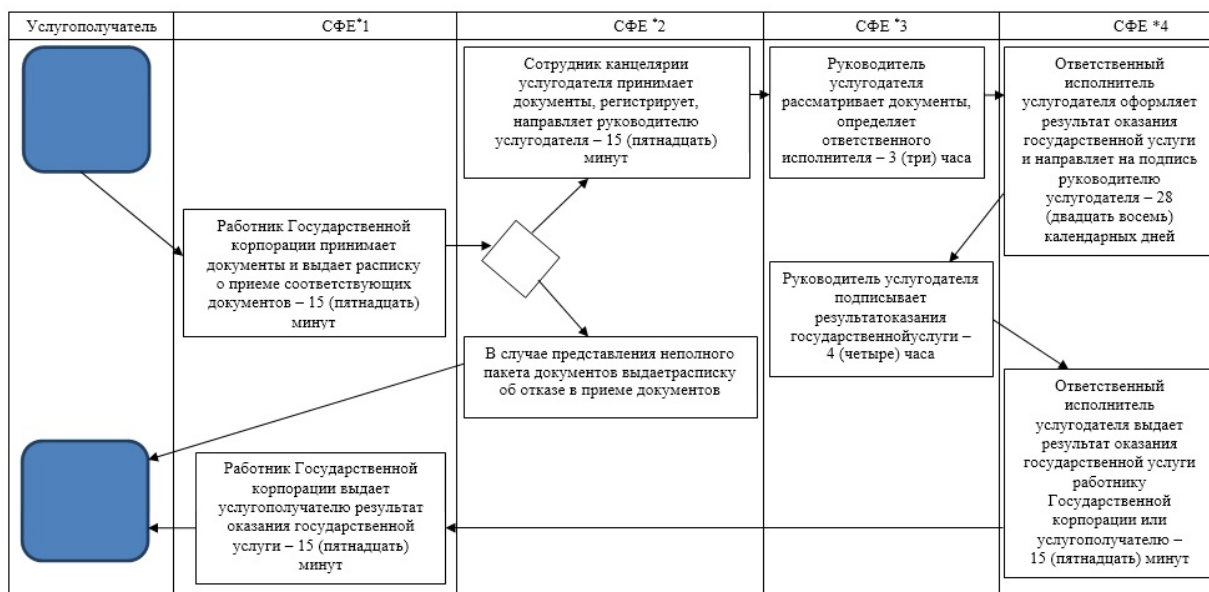 Услугополучатель
СФЕ*1
СФЕ *2
СФЕ *3
СФЕ *4
Сотрудник канцелярии
услугодателя принимает
документы, регистрирует,
направляет руководителю
услугодателя – 15 (пятнадцать)
минут
Руководитель
услугодателя
рассматривает документы,
определяет
ответственного
исполнителя – 3 (три) часа
Ответственный
исполнитель
услугодателя оформляет
результат оказания
государственной услуги
и направляет на подпись
руководителю
услугодателя – 28
(двадцать восемь)
календарных дней
Работник Государственной
корпорации принимает
документы и выдает расписку
о приеме соответствующих
документов – 15 (пятнадцать)
минут
Руководитель услугодателя
подписывает
результатоказания
государственнойуслуги –
4 (четыре) часа
В случае представления неполного
пакета документов выдаетрасписку
об отказе в приеме документов
Ответственный
исполнитель
услугодателя выдает
результат оказания
государственной услуги
работнику
Государственной
корпорации или
услугополучателю –
15 (пятнадцать) минут
Работник Государственной
корпорации выдает
услугополучателю результат
оказания государственной
услуги – 15 (пятнадцать)
минут